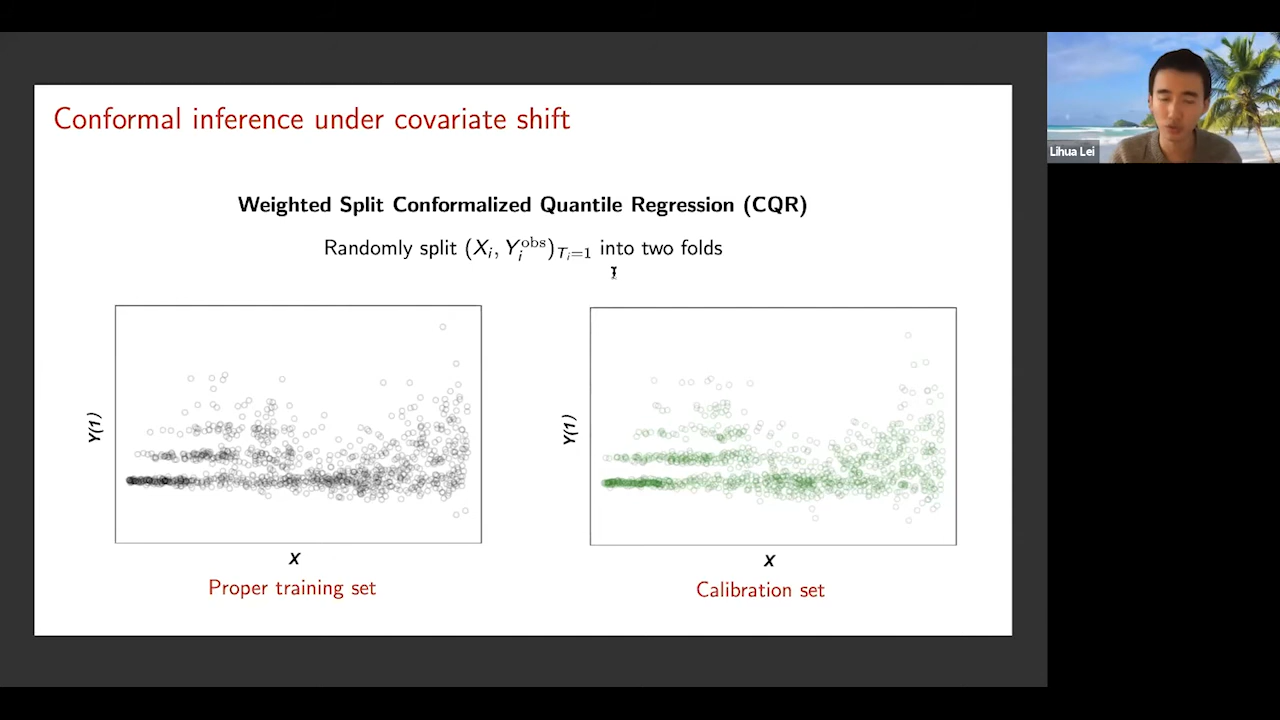 Conformal inference under covariate shift
Lihua Lei
Weighted Split Conformalized Quantile Regression (CQR)
Randomly split (X_i, Y_i^obs)_{T_i=1} into two folds
Y(1)
X
Proper training set
Y(1)
X
Calibration set